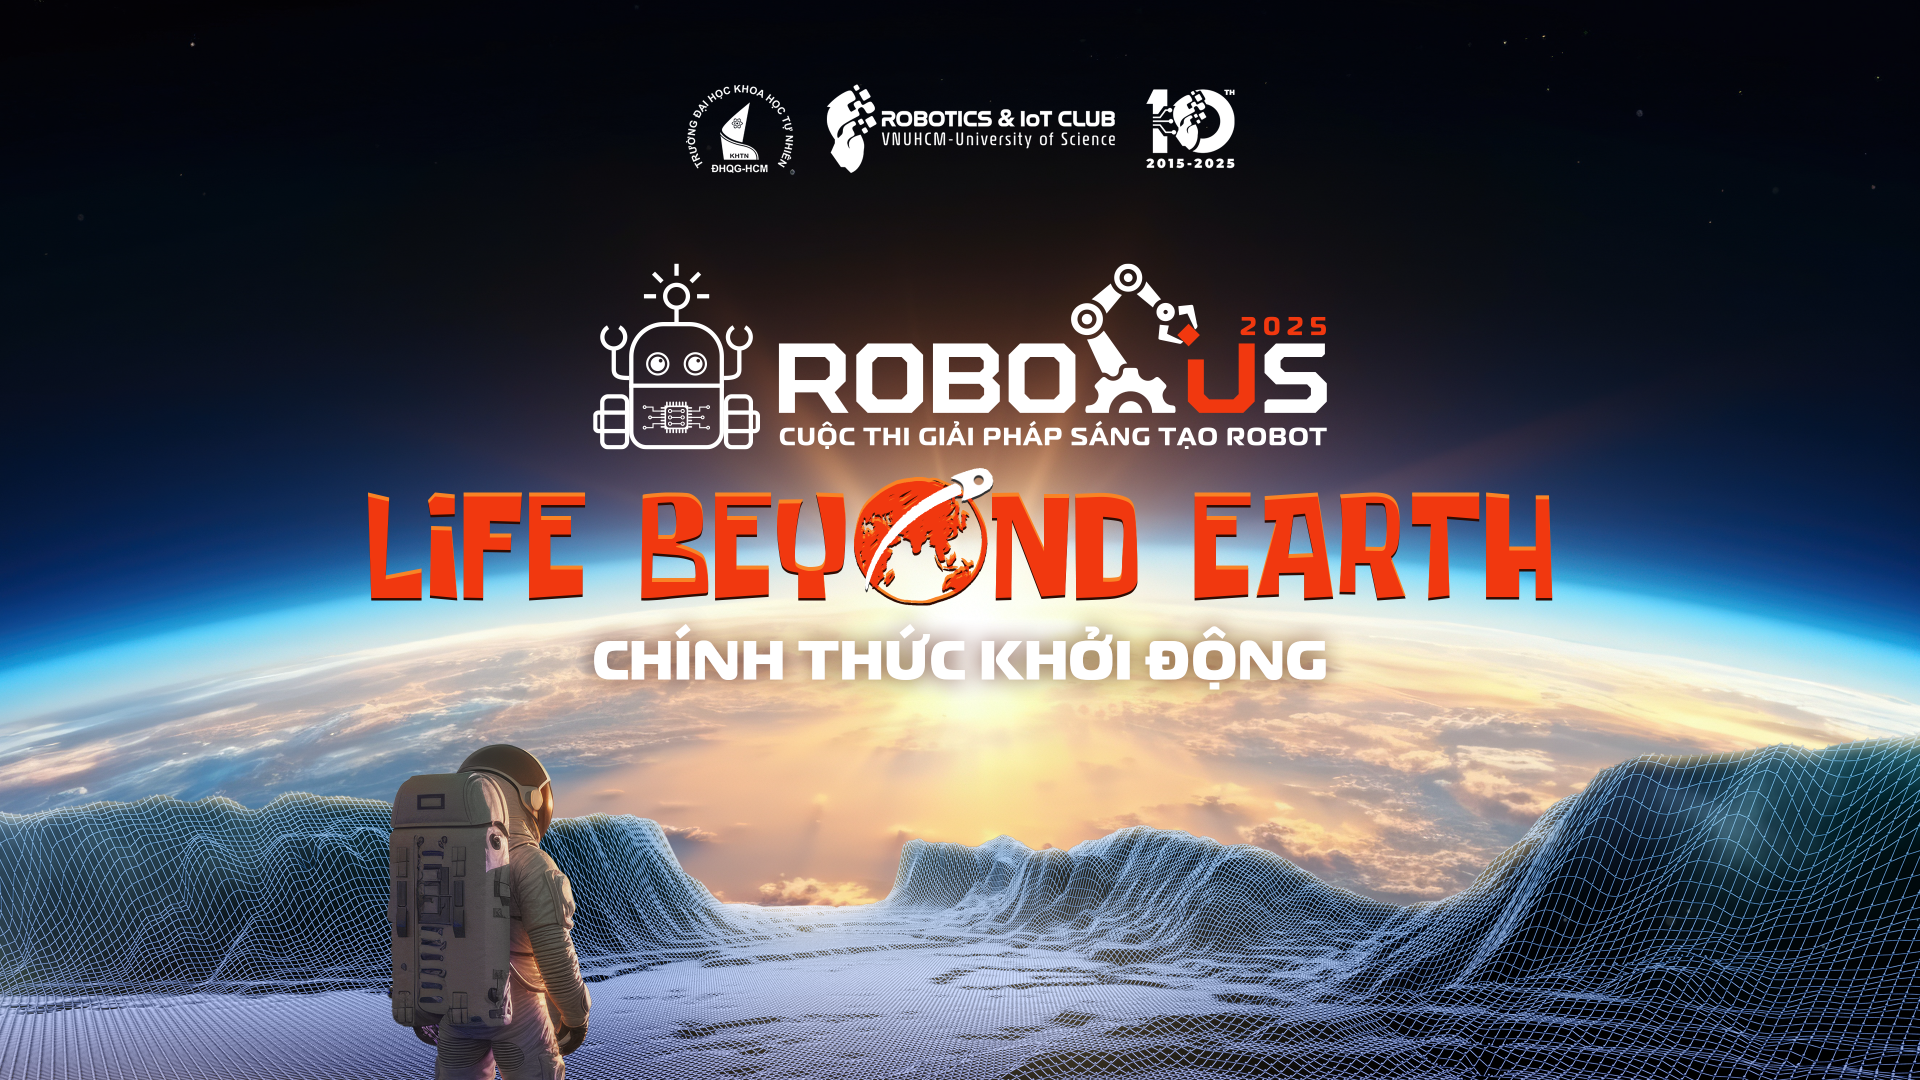 TRƯỜNG ĐẠI HỌC KHOA HỌC TỰ NHIÊN
KHTN
ĐHQG-HCM
ROBOTICS & IoT CLUB
VNUHCM-University of Science
10TH
2015-2025
2025
ROBOUS
CUỘC THI GIẢI PHÁP SÁNG TẠO ROBOT
LiFE BEYOND EARTH
CHÍNH THỨC KHỞI ĐỘNG